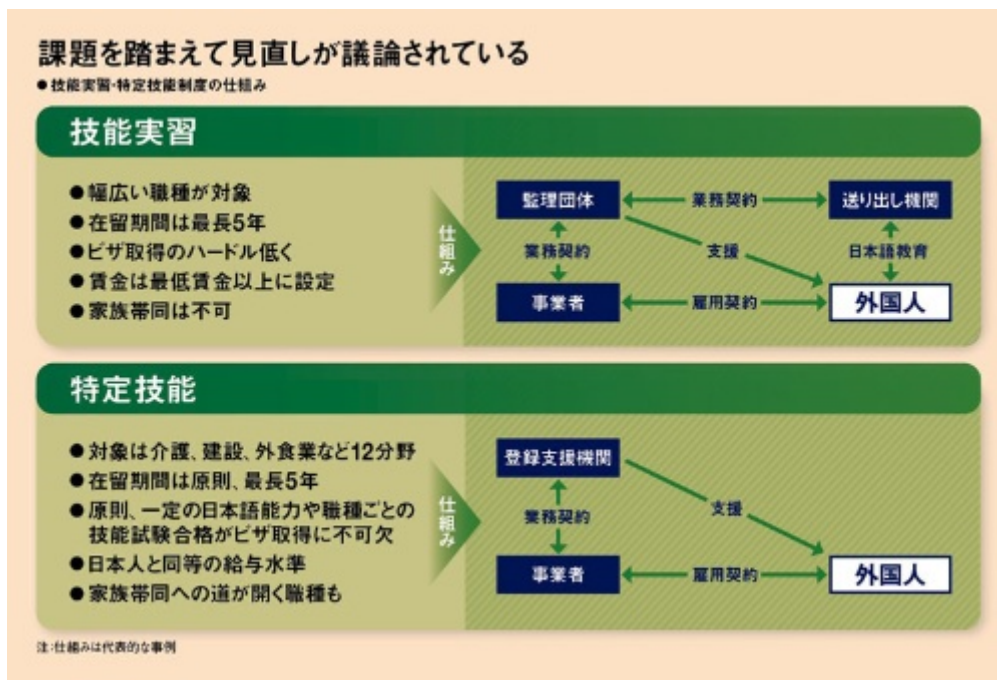 課題を踏まえて見直しが議論されている
●技能実習・特定技能制度の仕組み
技能実習
●幅広い職種が対象
●在留期間は最長5年
●ビザ取得のハードル低く
●賃金は最低賃金以上に設定
●家族帯同は不可
仕組み
監理団体 業務契約 送り出し機関
業務契約 支援 日本語教育
事業者 雇用契約 外国人
特定技能
●対象は介護、建設、外食業など12分野
●在留期間は原則、最長5年
●原則、一定の日本語能力や職種ごとの
技能試験合格がビザ取得に不可欠
●日本人と同等の給与水準
●家族帯同への道が開く職種も
仕組み
登録支援機関
業務契約 支援
事業者 雇用契約 外国人
注:仕組みは代表的な事例